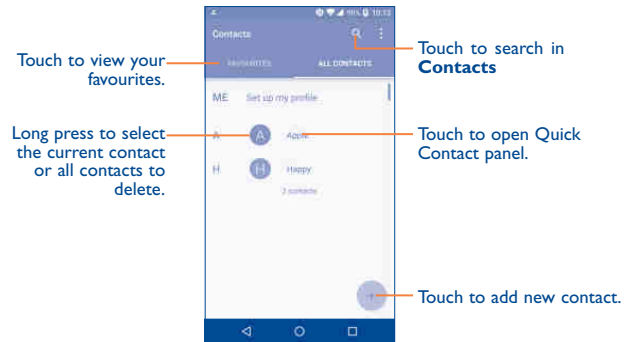 10:13
Contacts
Touch to search in
Contacts
Touch to view your
favourites.
FAVOURITES
ALL CONTACTS
ME Set up my profile
Long press to select
the current contact
or all contacts to
delete.
A A Apple
Touch to open Quick
Contact panel.
H H Happy
2 contacts
Touch to add new contact.